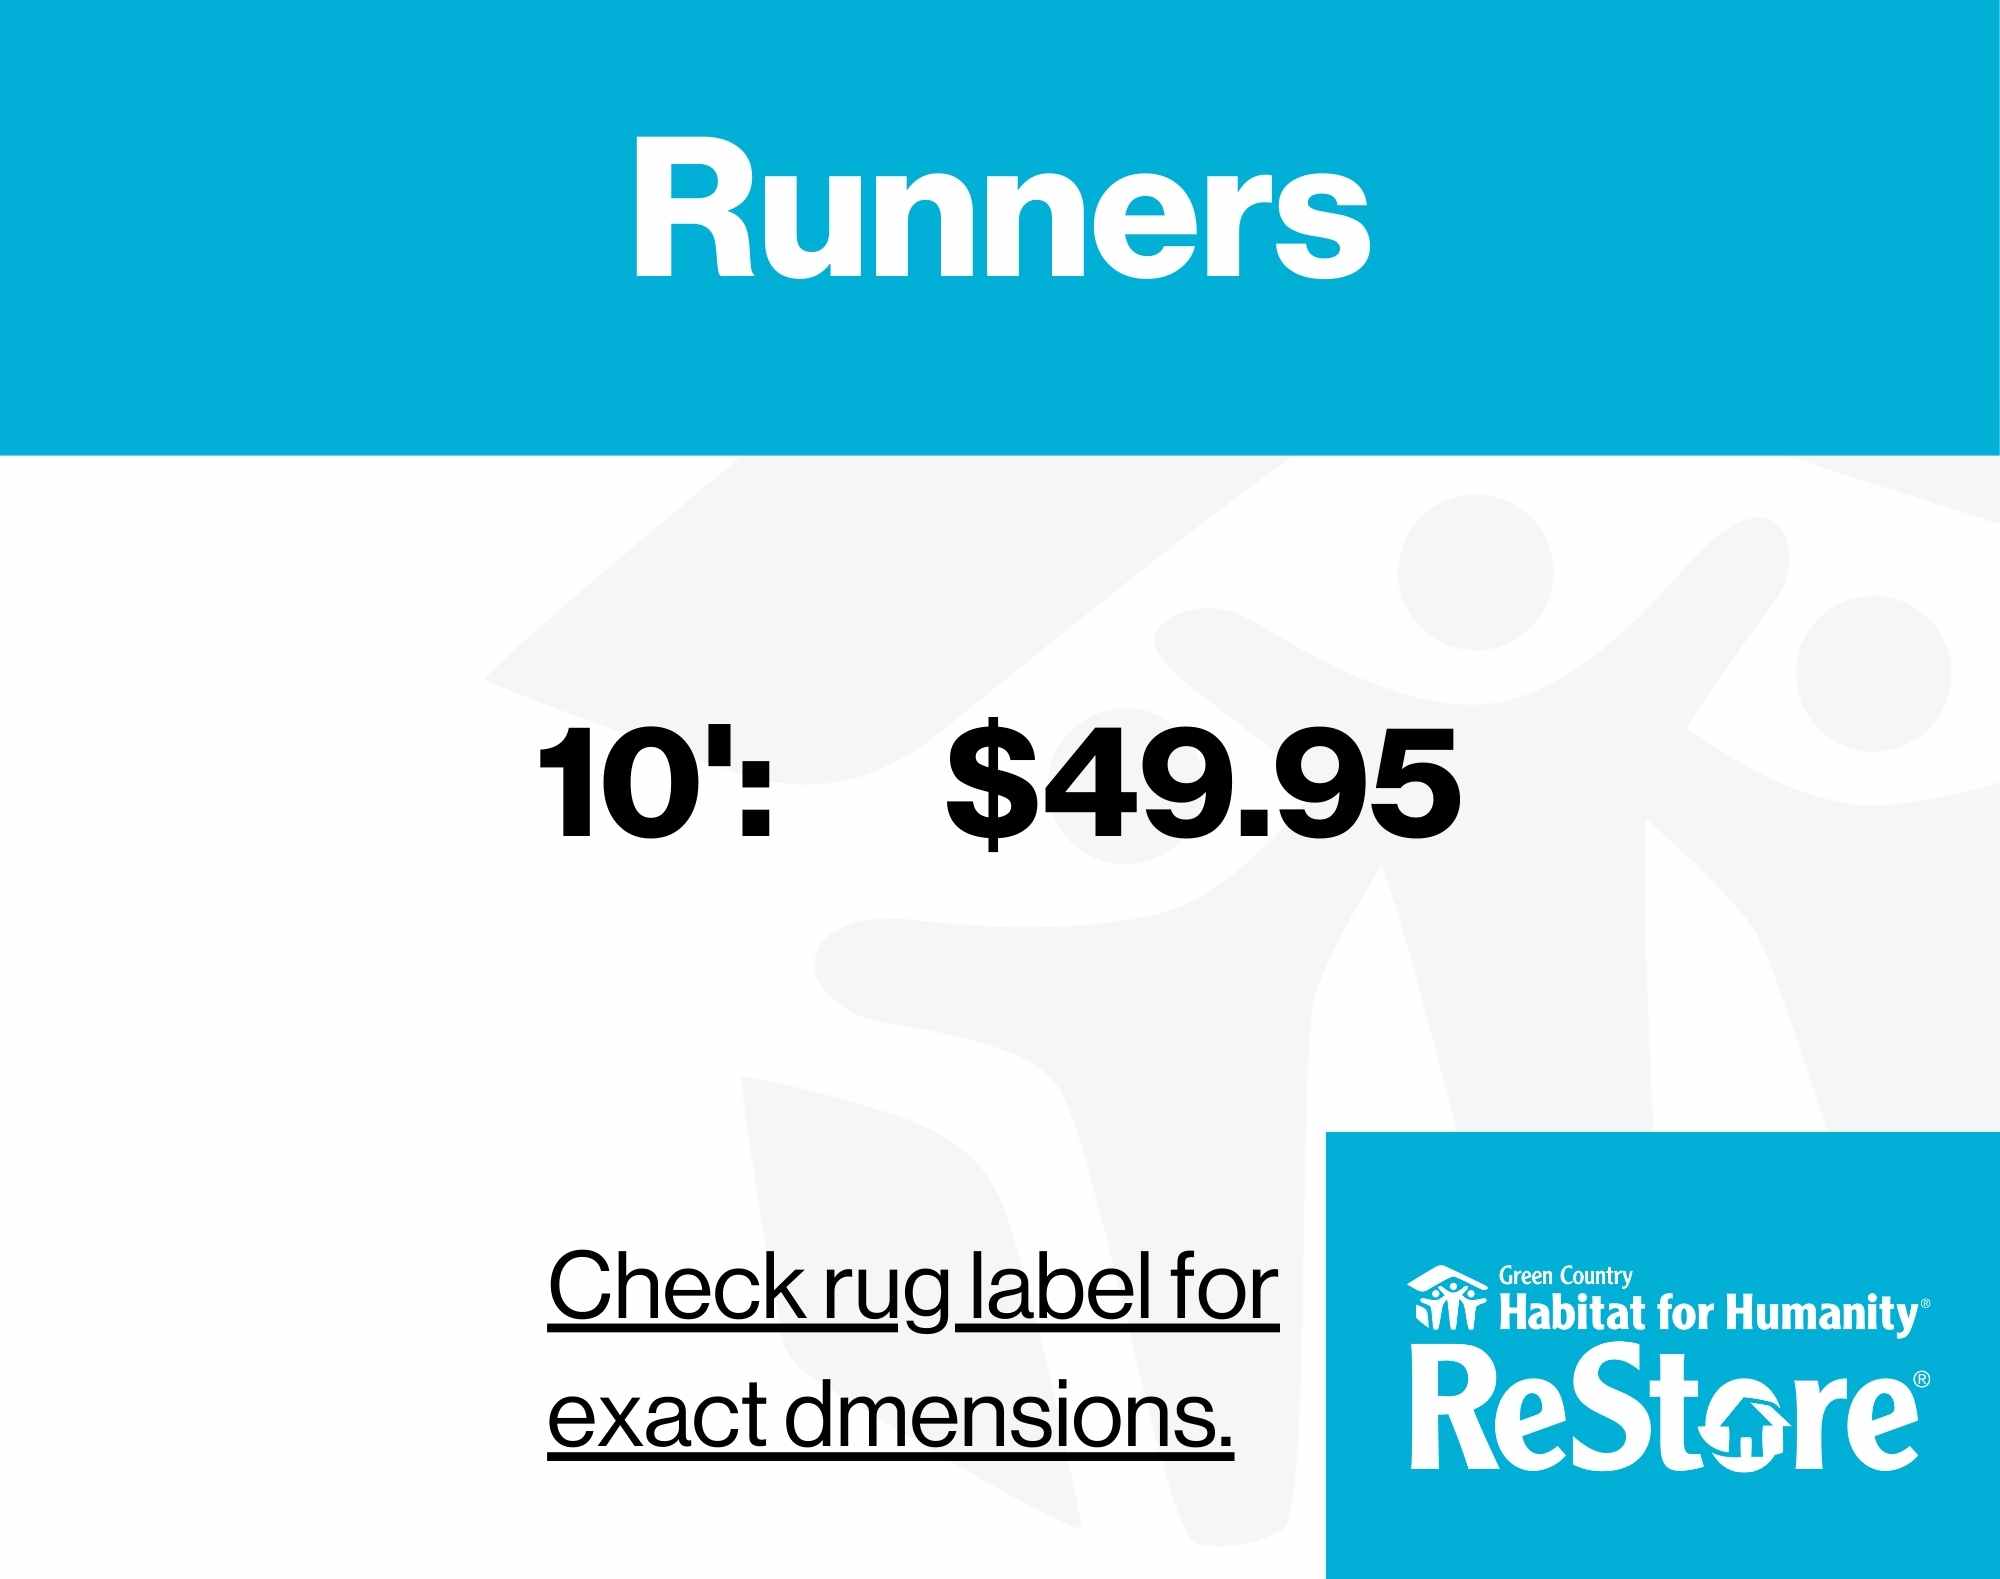 Runners
10': $49.95
Check rug label for
exact dmensions.
Green Country
Habitat for Humanity®
ReStore®